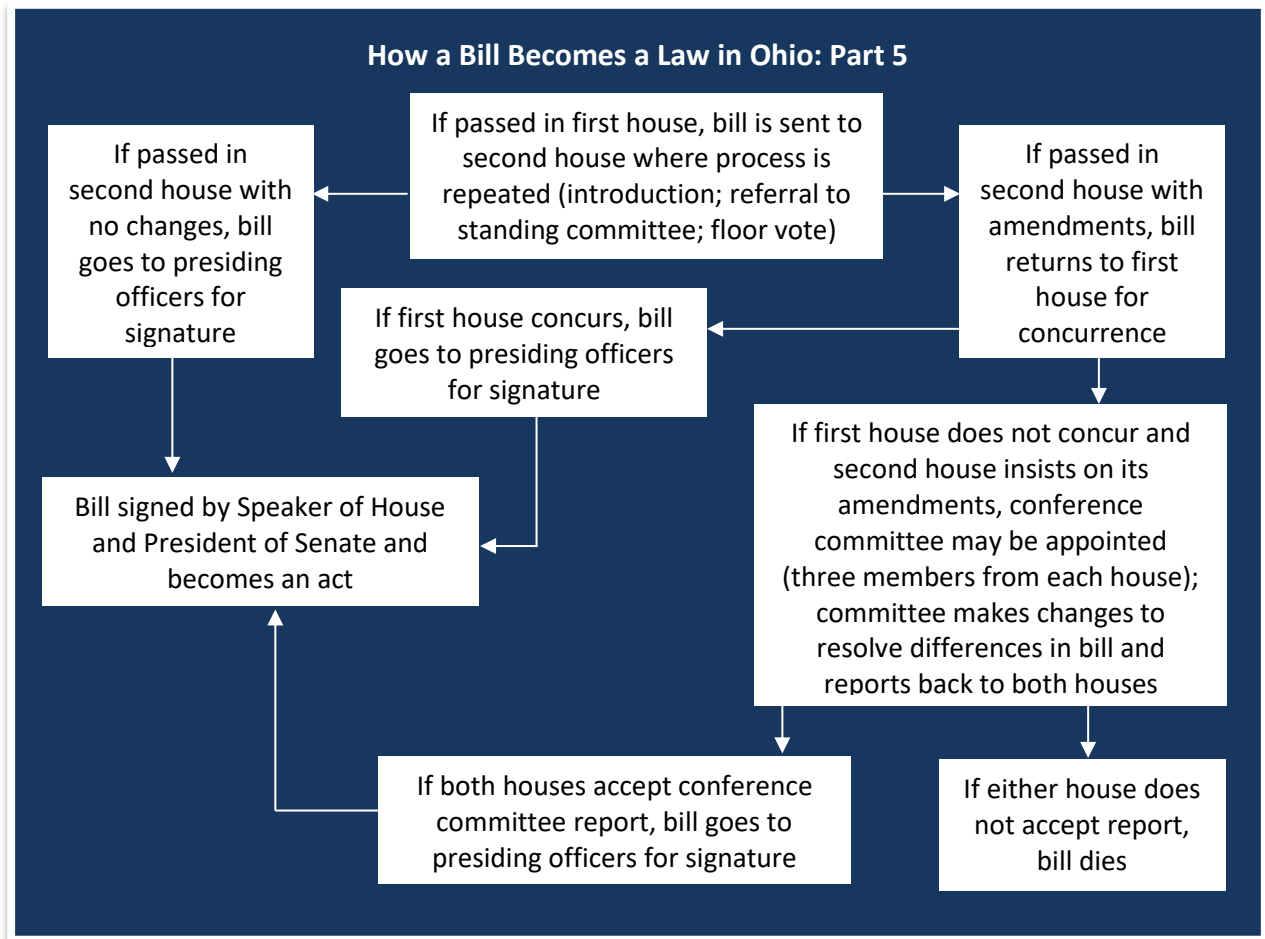 How a Bill Becomes a Law in Ohio: Part 5
If passed in first house, bill is sent to
second house where process is
repeated (introduction; referral to
standing committee; floor vote)
If passed in
second house with
no changes, bill
goes to presiding
officers for
signature
If passed in
second house with
amendments, bill
returns to first
house for
concurrence
If first house concurs, bill
goes to presiding officers
for signature
If first house does not concur and
second house insists on its
amendments, conference
committee may be appointed
(three members from each house);
committee makes changes to
resolve differences in bill and
reports back to both houses
Bill signed by Speaker of House
and President of Senate and
becomes an act
If both houses accept conference
committee report, bill goes to
presiding officers for signature
If either house does
not accept report,
bill dies